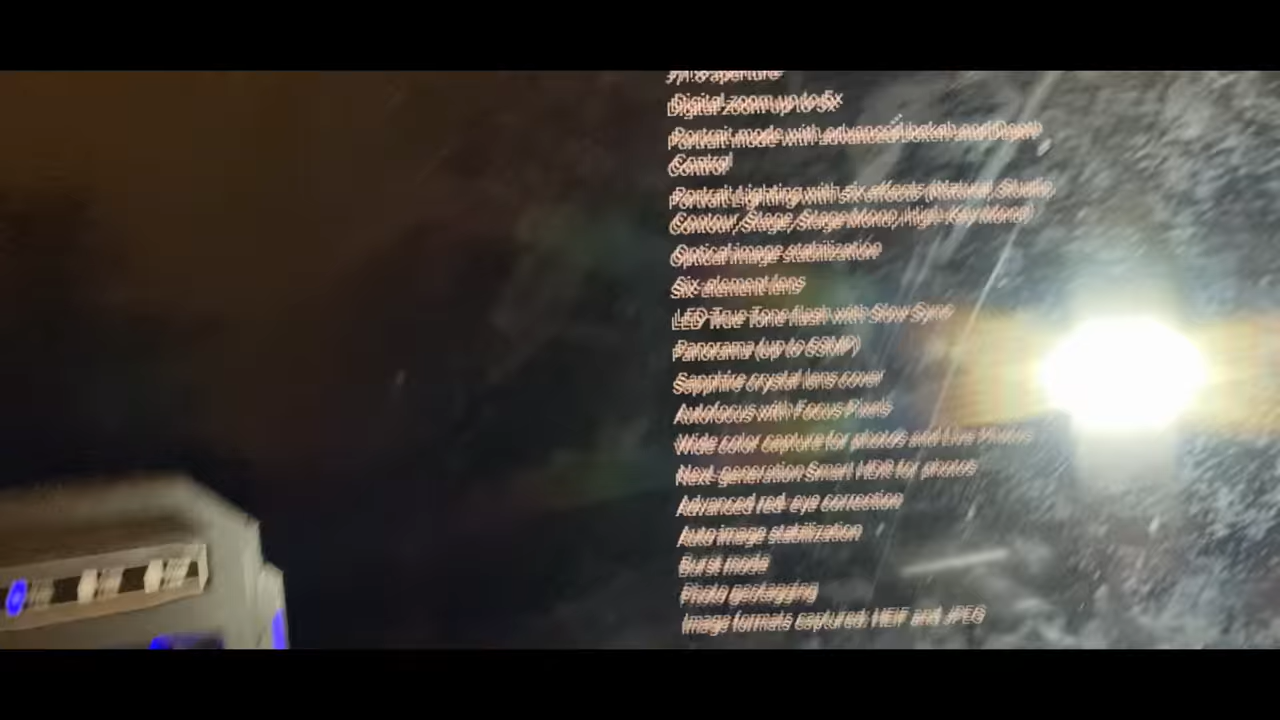 ƒ/1.8 aperture
Digital zoom up to 5x
Portrait mode with advanced bokeh and Depth
Control
Portrait Lighting with six effects (Natural, Studio,
Contour, Stage, Stage Mono, High-Key Mono)
Optical image stabilization
Six-element lens
LED True Tone flash with Slow Sync
Panorama (up to 63MP)
Sapphire crystal lens cover
Autofocus with Focus Pixels
Wide color capture for photos and Live Photos
Next-generation Smart HDR for photos
Advanced red-eye correction
Auto image stabilization
Burst mode
Photo geotagging
Image formats captured: HEIF and JPEG